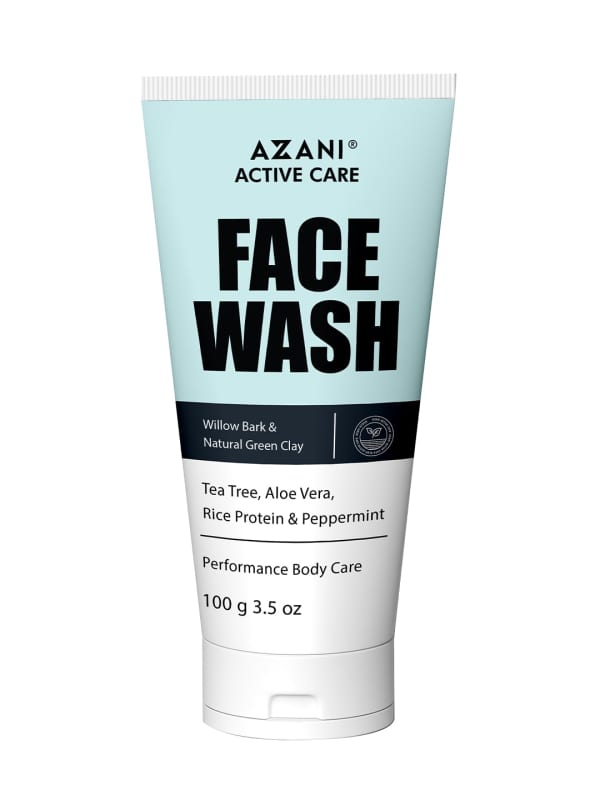 AZANI®
ACTIVE CARE
FACE
WASH
Willow Bark &
Natural Green Clay
Tea Tree, Aloe Vera,
Rice Protein & Peppermint
Performance Body Care
100 g 3.5 oz